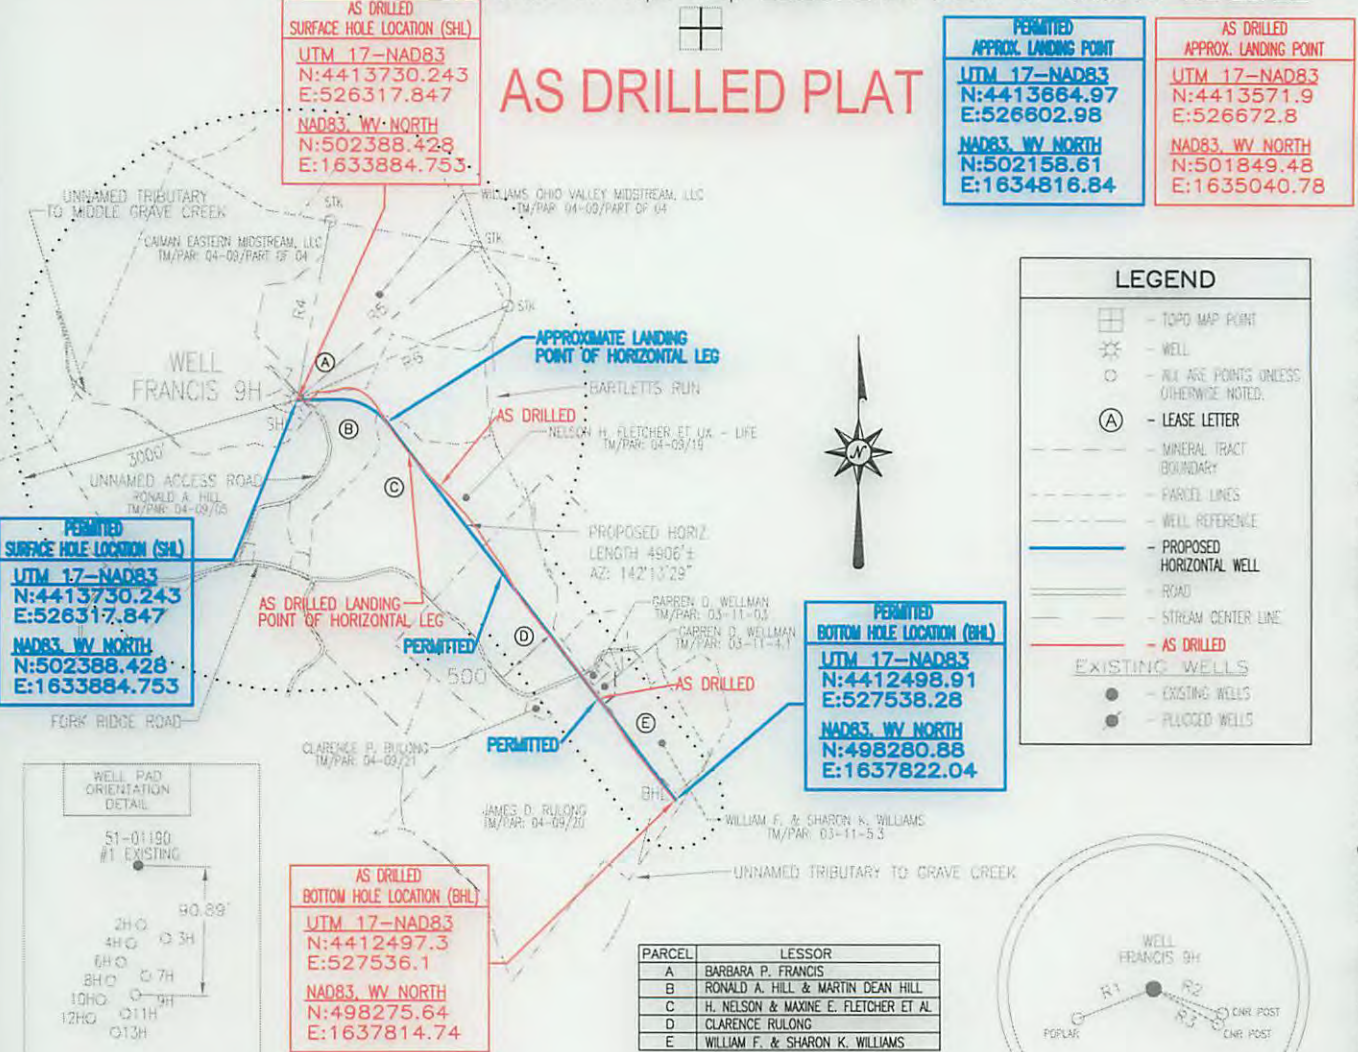 AS DRILLED
SURFACE HOLE LOCATION (SHL)
UTM 17-NAD83
N:4413730.243
E:526317.847
NAD83, WV NORTH
N:502388.428
E:1633884.753
AS DRILLED PLAT
PERMITTED
APPROX. LANDING POINT
UTM 17-NAD83
N:4413664.97
E:526602.98
NAD83, WV NORTH
N:502158.61
E:1634816.84
AS DRILLED
APPROX. LANDING POINT
UTM 17-NAD83
N:4413571.9
E:526672.8
NAD83, WV NORTH
N:501849.48
E:1635040.78
UNNAMED TRIBUTARY
TO MIDDLE GRAVE CREEK
STK
WILLIAMS OHIO VALLEY MIDSTREAM, LLC
TM/PAR: 04-09/PART OF 04
CAIMAN EASTERN MIDSTREAM, LLC
TM/PAR: 04-09/PART OF 04
STK
STK
R4
R5
R6
A
APPROXIMATE LANDING
POINT OF HORIZONTAL LEG
WELL
FRANCIS 9H
BARTLETTS RUN
AS DRILLED
B
NELSON H. FLETCHER ET UX - LIFE
TM/PAR: 04-09/19
3000'
UNNAMED ACCESS ROAD
RONALD A. HILL
TM/PAR: 04-09/05
C
N
PROPOSED HORIZ.
LENGTH 4906'±
AZ: 142°13'29"
LEGEND
- TOPO MAP POINT
- WELL
- ALL ARE POINTS UNLESS
OTHERWISE NOTED.
A - LEASE LETTER
- MINERAL TRACT
BOUNDARY
- PARCEL LINES
- WELL REFERENCE
- PROPOSED
HORIZONTAL WELL
- ROAD
- STREAM CENTER LINE
- AS DRILLED
EXISTING WELLS
- EXISTING WELLS
- PLUGGED WELLS
PERMITTED
SURFACE HOLE LOCATION (SHL)
UTM 17-NAD83
N:4413730.243
E:526317.847
NAD83, WV NORTH
N:502388.428
E:1633884.753
AS DRILLED LANDING
POINT OF HORIZONTAL LEG
PERMITTED
D
500'
GARREN D. WELLMAN
TM/PAR: 03-11-03
GARREN D. WELLMAN
TM/PAR: 03-11-4.1
AS DRILLED
E
PERMITTED
PERMITTED
BOTTOM HOLE LOCATION (BHL)
UTM 17-NAD83
N:4412498.91
E:527538.28
NAD83, WV NORTH
N:498280.88
E:1637822.04
FORK RIDGE ROAD
CLARENCE P. RULONG
TM/PAR: 04-09/21
BHL
JAMES D. RULONG
TM/PAR: 04-09/20
WILLIAM F. & SHARON K. WILLIAMS
TM/PAR: 03-11-5.3
UNNAMED TRIBUTARY TO GRAVE CREEK
WELL PAD
ORIENTATION
DETAIL
51-01190
#1 EXISTING
90.89'
2H
3H
4H
6H
7H
8H
9H
10H
11H
12H
13H
AS DRILLED
BOTTOM HOLE LOCATION (BHL)
UTM 17-NAD83
N:4412497.3
E:527536.1
NAD83, WV NORTH
N:498275.64
E:1637814.74
PARCEL LESSOR
A BARBARA P. FRANCIS
B RONALD A. HILL & MARTIN DEAN HILL
C H. NELSON & MAXINE E. FLETCHER ET AL
D CLARENCE RULONG
E WILLIAM F. & SHARON K. WILLIAMS
WELL
FRANCIS 9H
R1
R2
R3
POPLAR
CNR POST
CNR POST